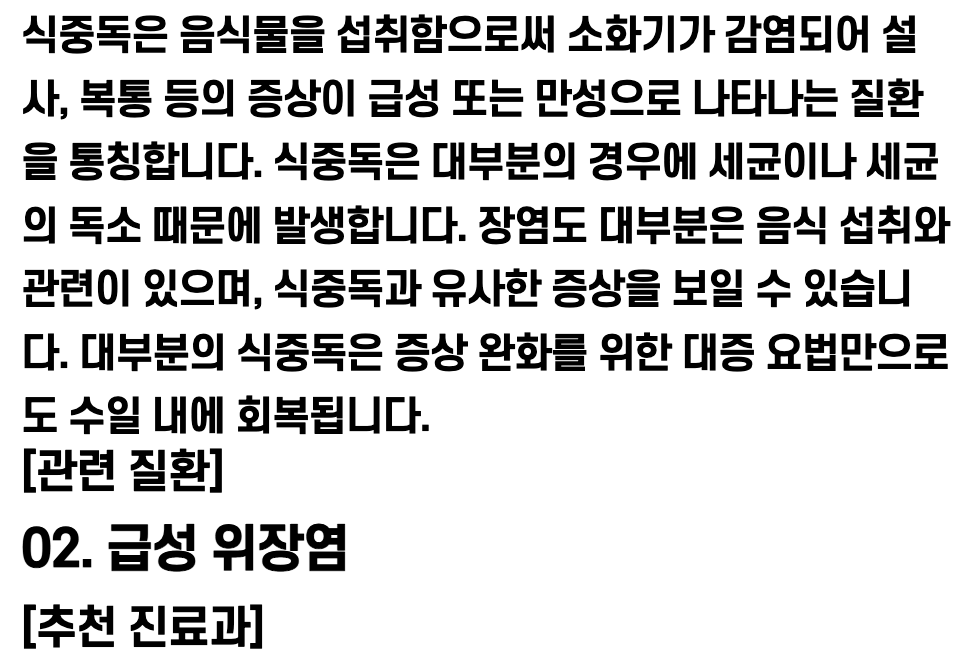 식중독은 음식물을 섭취함으로써 소화기가 감염되어 설
사, 복통 등의 증상이 급성 또는 만성으로 나타나는 질환
을 통칭합니다. 식중독은 대부분의 경우에 세균이나 세균
의 독소 때문에 발생합니다. 장염도 대부분은 음식 섭취와
관련이 있으며, 식중독과 유사한 증상을 보일 수 있습니
다. 대부분의 식중독은 증상 완화를 위한 대증 요법만으로
도 수일 내에 회복됩니다.
[관련 질환]
02. 급성 위장염
[추천 진료과]